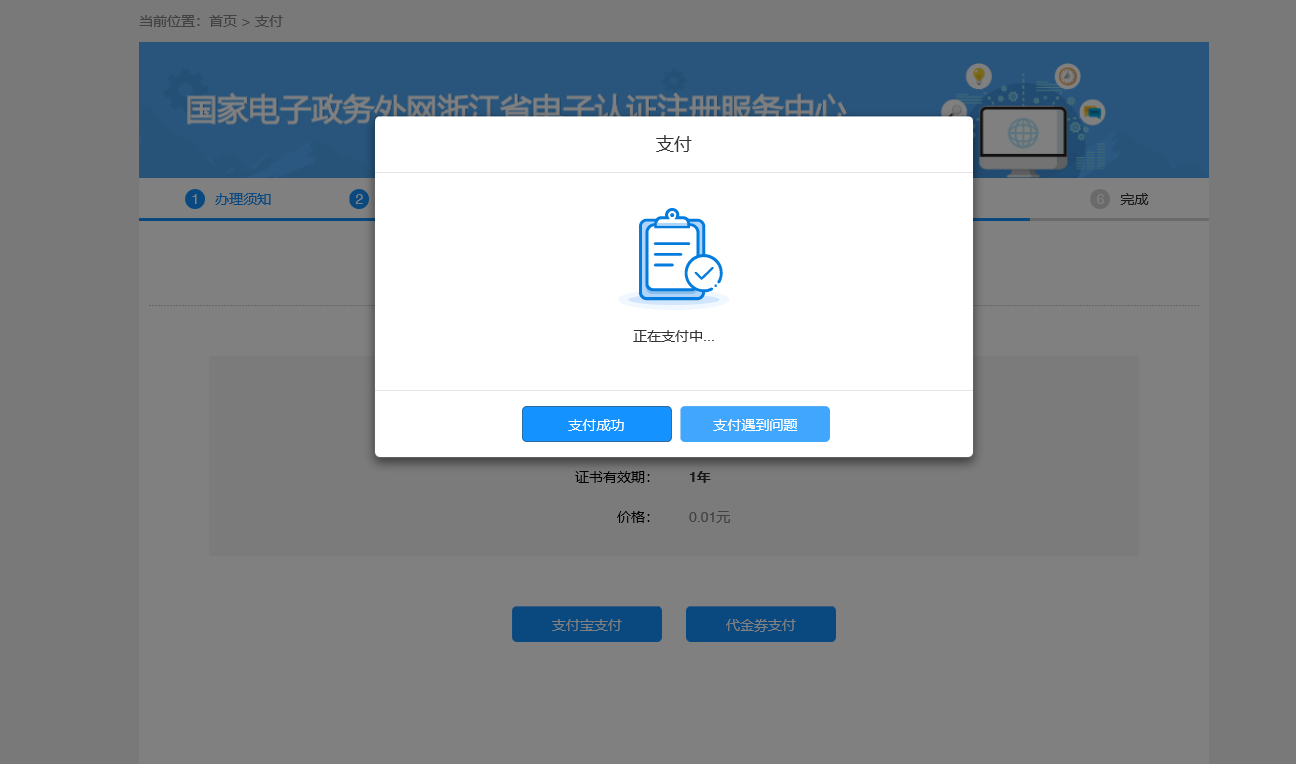 当前位置：首页 > 支付
国家电子政务外网浙江省电子认证注册服务中心
支付
1 办理须知 2
6 完成
正在支付中...
支付成功 支付遇到问题
证书有效期： 1年
价格： 0.01元
支付宝支付 代金券支付